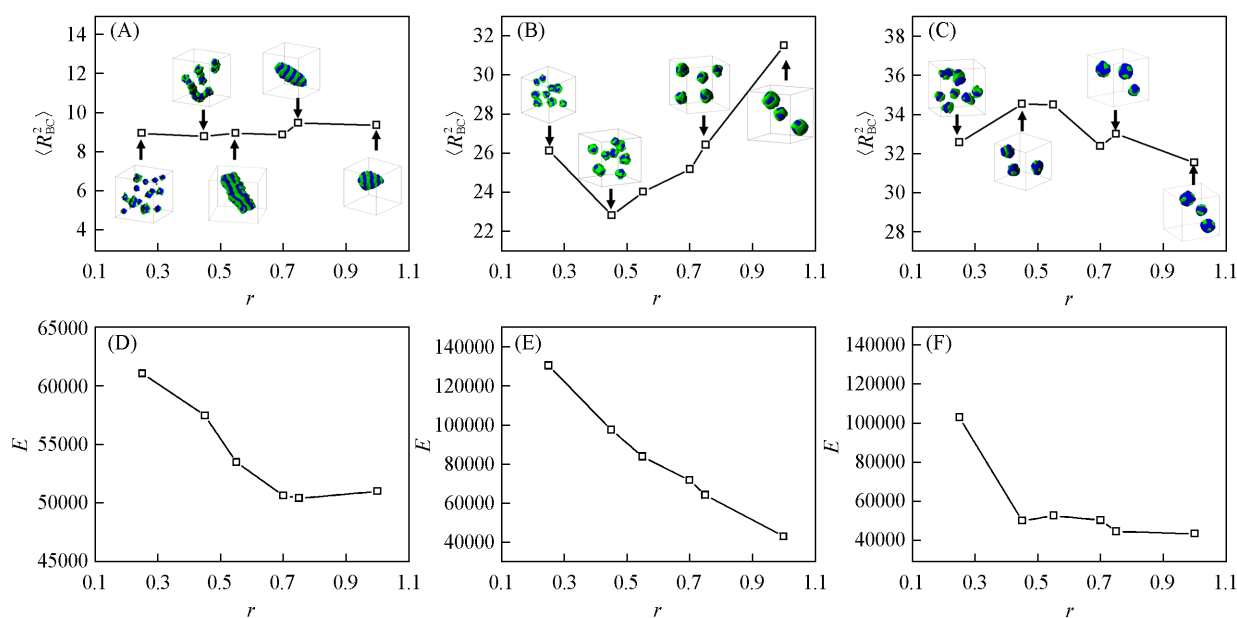 (A)
⟨R²BC⟩
14
12
10
8
6
4
0.1 0.3 0.5 0.7 0.9 1.1
r
(B)
⟨R²BC⟩
32
30
28
26
24
22
0.1 0.3 0.5 0.7 0.9 1.1
r
(C)
⟨R²BC⟩
38
36
34
32
30
28
0.1 0.3 0.5 0.7 0.9 1.1
r
(D)
E
65000
60000
55000
50000
45000
0.1 0.3 0.5 0.7 0.9 1.1
r
(E)
E
140000
120000
100000
80000
60000
40000
0.1 0.3 0.5 0.7 0.9 1.1
r
(F)
E
140000
120000
100000
80000
60000
40000
0.1 0.3 0.5 0.7 0.9 1.1
r